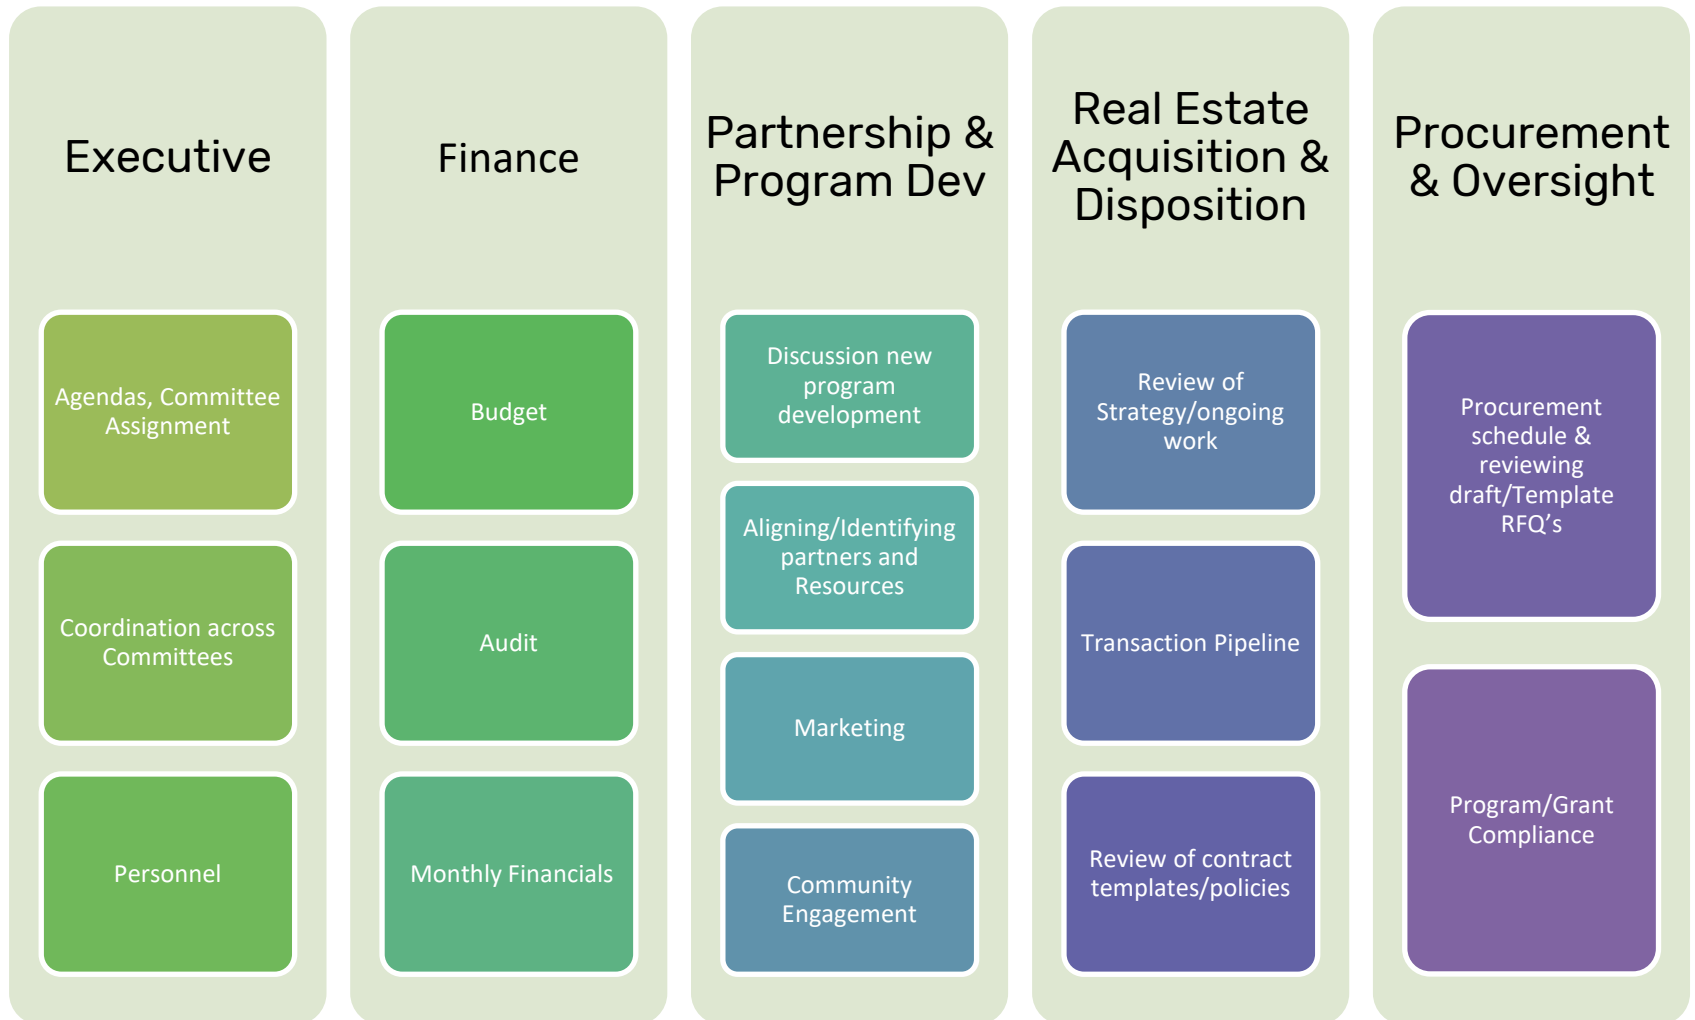 Executive
Agendas, Committee
Assignment
Coordination across
Committees
Personnel
Finance
Budget
Audit
Monthly Financials
Partnership &
Program Dev
Discussion new
program
development
Aligning/Identifying
partners and
Resources
Marketing
Community
Engagement
Real Estate
Acquisition &
Disposition
Review of
Strategy/ongoing
work
Transaction Pipeline
Review of contract
templates/policies
Procurement
& Oversight
Procurement
schedule &
reviewing
draft/Template
RFQ’s
Program/Grant
Compliance